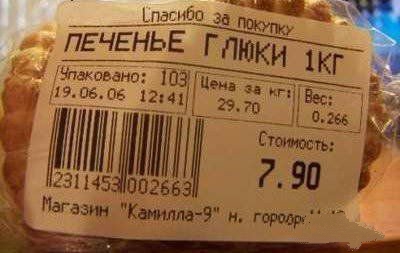 Спасибо за покупку
ПЕЧЕНЬЕ ГЛЮКИ 1КГ
Упаковано: 103
19.06.06 12:41
Цена за кг:
29.70
Вес:
0.266
Стоимость:
7.90
2311453 002663
Магазин "Камилла-9" н.